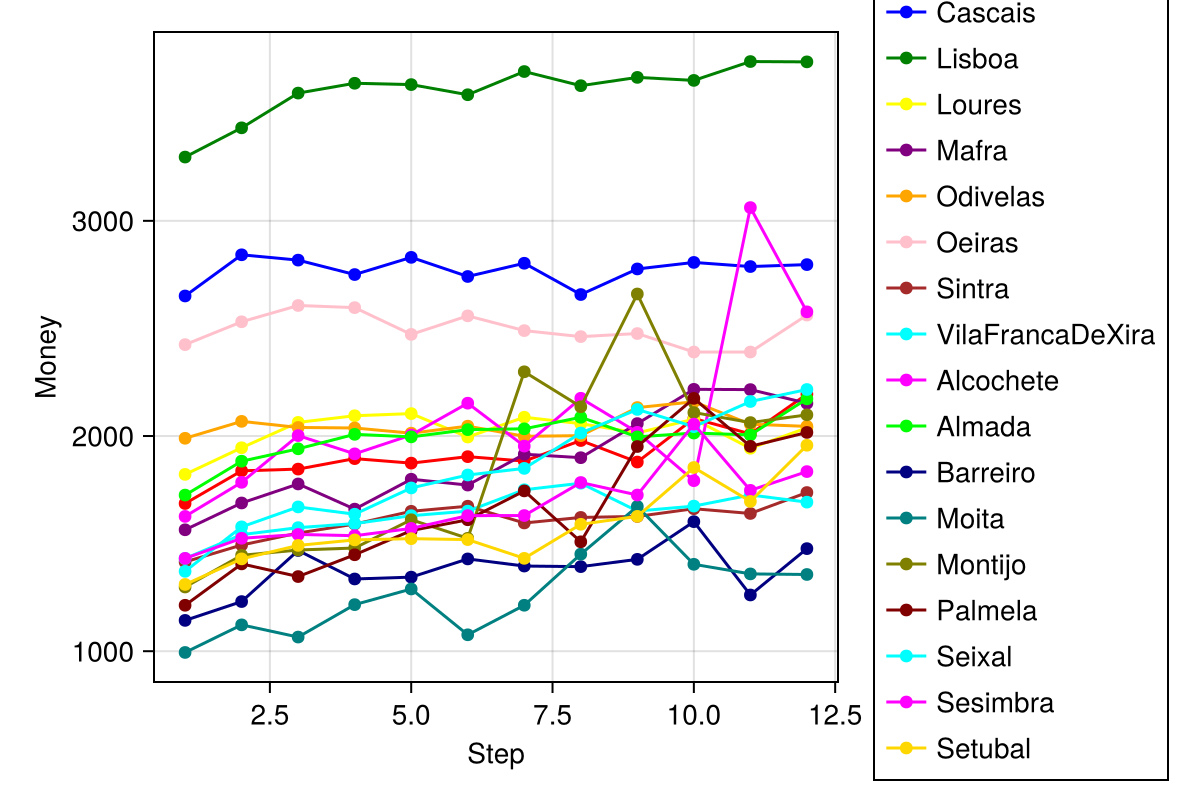 Money
3000
2000
1000
2.5 5.0 7.5 10.0 12.5
Step
Cascais
Lisboa
Loures
Mafra
Odivelas
Oeiras
Sintra
VilaFrancaDeXira
Alcochete
Almada
Barreiro
Moita
Montijo
Palmela
Seixal
Sesimbra
Setubal